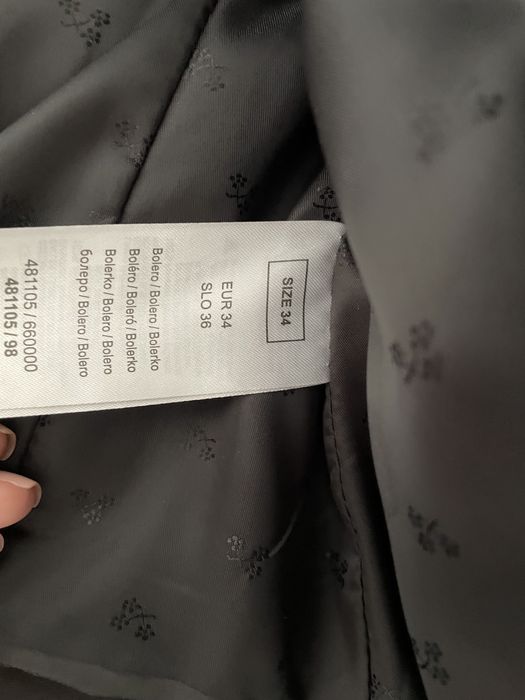 SIZE 34
EUR 34
SLO 36
Bolero / Bolero / Bolerko
Boléro / Boleró / Bolerko
Bolerko / Bolero / Bolero
болеро / Bolero / Bolero
481105 / 660000
481105 / 98